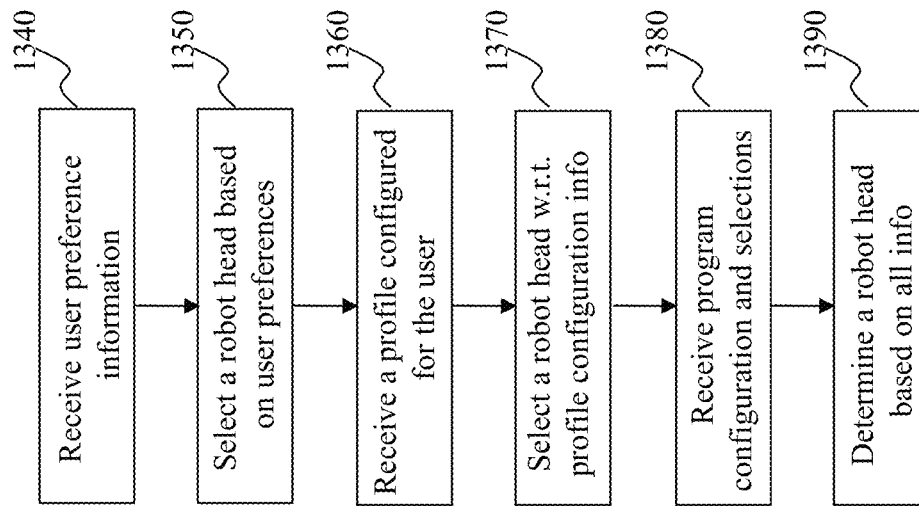 1340
Receive user preference
information
1350
Select a robot head based
on user preferences
1360
Receive a profile configured
for the user
1370
Select a robot head w.r.t.
profile configuration info
1380
Receive program
configuration and selections
1390
Determine a robot head
based on all info